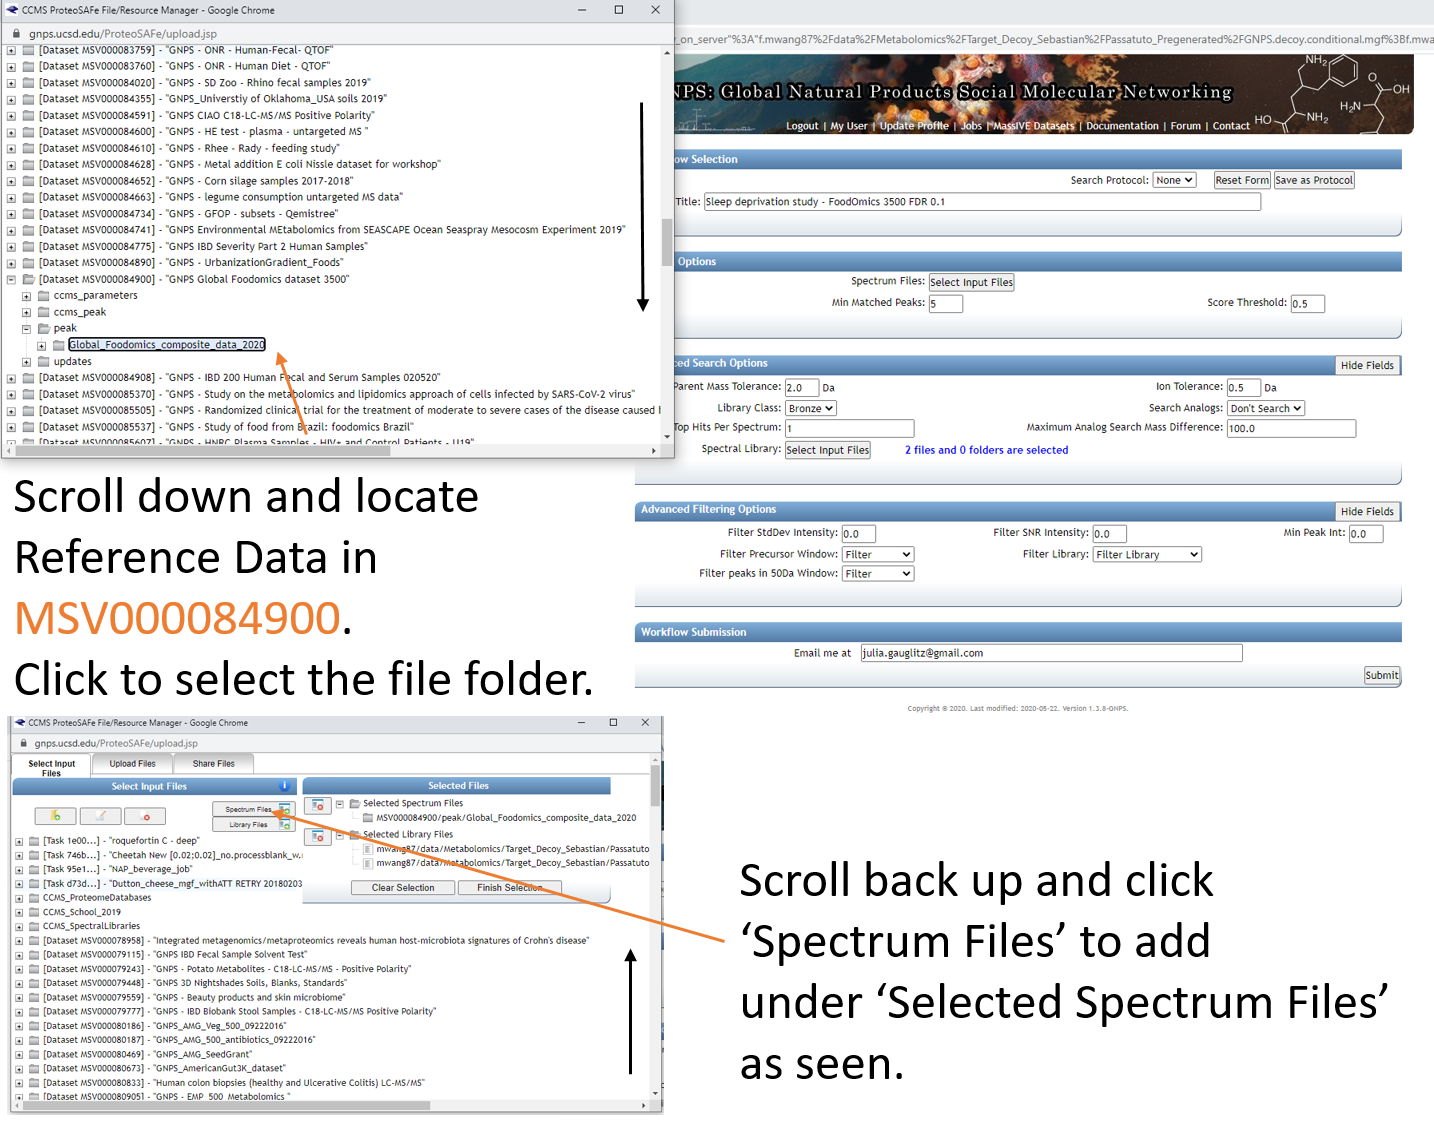 CCMS ProteoSAFe File/Resource Manager - Google Chrome
gnps.ucsd.edu/ProteoSAFe/upload.jsp
[Dataset MSV000083759] - "GNPS - ONR - Human-Fecal- QTOF"
[Dataset MSV000083760] - "GNPS - ONR - Human Diet - QTOF"
[Dataset MSV000084020] - "GNPS - SD Zoo - Rhino fecal samples 2019"
[Dataset MSV000084355] - "GNPS_Universtiy of Oklahoma_USA soils 2019"
[Dataset MSV000084591] - "GNPS CIAO C18-LC-MS/MS Positive Polarity"
[Dataset MSV000084600] - "GNPS - HE test - plasma - untargeted MS "
[Dataset MSV000084610] - "GNPS - Rhee - Rady - feeding study"
[Dataset MSV000084628] - "GNPS - Metal addition E coli Nissle dataset for workshop"
[Dataset MSV000084652] - "GNPS - Corn silage samples 2017-2018"
[Dataset MSV000084663] - "GNPS - legume consumption untargeted MS data"
[Dataset MSV000084734] - "GNPS - GFOP - subsets - Qemistree"
[Dataset MSV000084741] - "GNPS Environmental MEtabolomics from SEASCAPE Ocean Seaspray Mesocosm Experiment 2019"
[Dataset MSV000084775] - "GNPS IBD Severity Part 2 Human Samples"
[Dataset MSV000084890] - "GNPS - UrbanizationGradient_Foods"
[Dataset MSV000084900] - "GNPS Global Foodomics dataset 3500"
ccms_parameters
ccms_peak
peak
Global_Foodomics_composite_data_2020
updates
[Dataset MSV000084908] - "GNPS - IBD 200 Human Fecal and Serum Samples 020520"
[Dataset MSV000085370] - "GNPS - Study on the metabolomics and lipidomics approach of cells infected by SARS-CoV-2 virus"
[Dataset MSV000085505] - "GNPS - Randomized clinical trial for the treatment of moderate to severe cases of the disease caused
[Dataset MSV000085537] - "GNPS - Study of food from Brazil: foodomics Brazil"
[Dataset MSV000085607] - "GNPS - HNRC Plasma Samples - HIV+ and Control Patients - U19"
_on_server"%3A"f.mwang87%2Fdata%2FMetabolomics%2FTarget_Decoy_Sebastian%2FPassatuto_Pregenerated%2FGNPS.decoy.conditional.mgf%3Bf.mwa
NPS: Global Natural Products Social Molecular Networking
NH2
OH
H2N
NH2
HO
O
Logout | My User | Update Profile | Jobs | MassIVE Datasets | Documentation | Forum | Contact
ow Selection
Search Protocol: None Reset Form Save as Protocol
Title: Sleep deprivation study - FoodOmics 3500 FDR 0.1
Options
Spectrum Files: Select Input Files
Min Matched Peaks: 5 Score Threshold: 0.5
ced Search Options Hide Fields
Parent Mass Tolerance: 2.0 Da Ion Tolerance: 0.5 Da
Library Class: Bronze Search Analogs: Don't Search
Top Hits Per Spectrum: 1 Maximum Analog Search Mass Difference: 100.0
Spectral Library: Select Input Files 2 files and 0 folders are selected
Advanced Filtering Options Hide Fields
Filter StdDev Intensity: 0.0 Filter SNR Intensity: 0.0 Min Peak Int: 0.0
Filter Precursor Window: Filter Filter Library: Filter Library
Filter peaks in 50Da Window: Filter
Workflow Submission
Email me at julia.gauglitz@gmail.com
Submit
Copyright © 2020. Last modified: 2020-05-22. Version 1.3.8-GNPS.
Scroll down and locate
Reference Data in
MSV000084900.
Click to select the file folder.
CCMS ProteoSAFe File/Resource Manager - Google Chrome
gnps.ucsd.edu/ProteoSAFe/upload.jsp
Select Input Files Upload Files Share Files
Select Input Files
Spectrum Files
Library Files
[Task 1e00...] - "roquefortin C - deep"
[Task 746b...] - "Cheetah New [0.02;0.02]_no.processblank_w.r
[Task 95e1...] - "NAP_beverage_job"
[Task d73d...] - "Dutton_cheese_mgf_withATT RETRY 20180203
CCMS_ProteomeDatabases
CCMS_School_2019
CCMS_SpectralLibraries
[Dataset MSV000078958] - "Integrated metagenomics/metaproteomics reveals human host-microbiota signatures of Crohn's disease"
[Dataset MSV000079115] - "GNPS IBD Fecal Sample Solvent Test"
[Dataset MSV000079243] - "GNPS - Potato Metabolites - C18-LC-MS/MS - Positive Polarity"
[Dataset MSV000079448] - "GNPS 3D Nightshades Soils, Blanks, Standards"
[Dataset MSV000079559] - "GNPS - Beauty products and skin microbiome"
[Dataset MSV000079777] - "GNPS - IBD Biobank Stool Samples - C18-LC-MS/MS Positive Polarity"
[Dataset MSV000080186] - "GNPS_AMG_Veg_500_09222016"
[Dataset MSV000080187] - "GNPS_AMG_500_antibiotics_09222016"
[Dataset MSV000080469] - "GNPS_AMG_SeedGrant"
[Dataset MSV000080673] - "GNPS_AmericanGut3K_dataset"
[Dataset MSV000080833] - "Human colon biopsies (healthy and Ulcerative Colitis) LC-MS/MS"
[Dataset MSV000080905] - "GNPS - EMP_500_Metabolomics "
Selected Files
Selected Spectrum Files
MSV000084900/peak/Global_Foodomics_composite_data_2020
Selected Library Files
mwang87/data/Metabolomics/Target_Decoy_Sebastian/Passatuto
mwang87/data/Metabolomics/Target_Decoy_Sebastian/Passatuto
Clear Selection Finish Selection
Scroll back up and click
‘Spectrum Files’ to add
under ‘Selected Spectrum Files’
as seen.